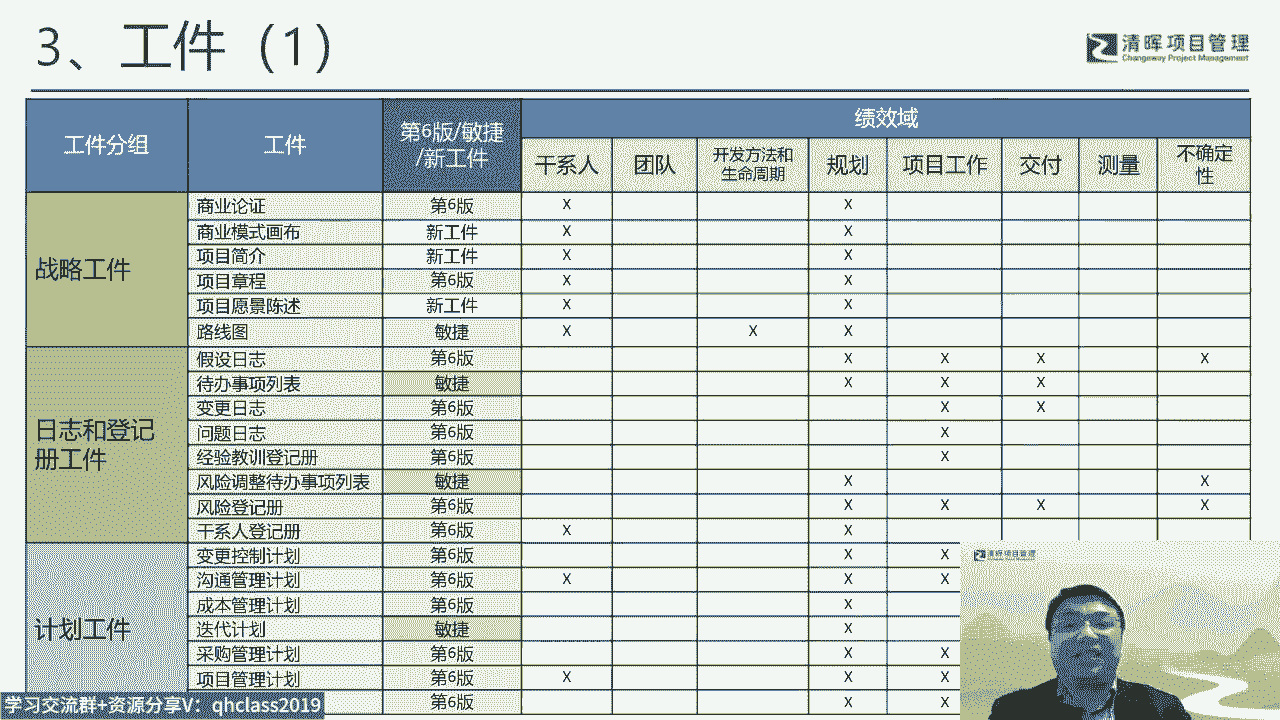 3、工件（1）
清晖项目管理
Changeway Project Management
工件分组 工件 第6版/敏捷/新工件 绩效域
干系人 团队 开发方法和生命周期 规划 项目工作 交付 测量 不确定性
战略工件
商业论证 第6版 X X
商业模式画布 新工件 X X
项目简介 新工件 X X
项目章程 第6版 X X
项目愿景陈述 新工件 X X
路线图 敏捷 X X X
日志和登记册工件
假设日志 第6版 X X X X
待办事项列表 敏捷 X X X
变更日志 第6版 X X
问题日志 第6版 X
经验教训登记册 第6版 X
风险调整待办事项列表 敏捷 X X
风险登记册 第6版 X X X X
干系人登记册 第6版 X X
计划工件
变更控制计划 第6版 X X
沟通管理计划 第6版 X X X
成本管理计划 第6版 X
迭代计划 敏捷 X
采购管理计划 第6版 X X
项目管理计划 第6版 X X X
第6版 X X
清晖项目管理
学习交流群+资源分享V：qhclass2019